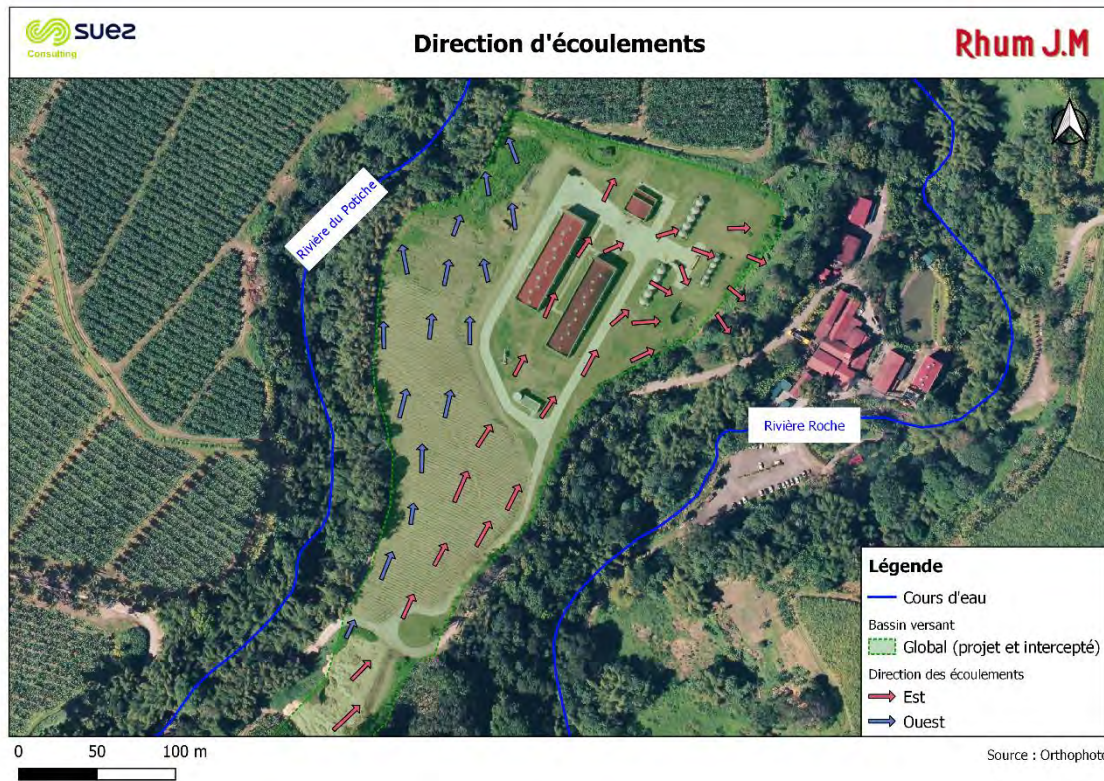 suez
Consulting
Direction d'écoulements
Rhum J.M
Rivière du Potiche
Rivière Roche
Légende
Cours d'eau
Bassin versant
Global (projet et intercepté)
Direction des écoulements
Est
Ouest
0 50 100 m
Source : Orthophoto